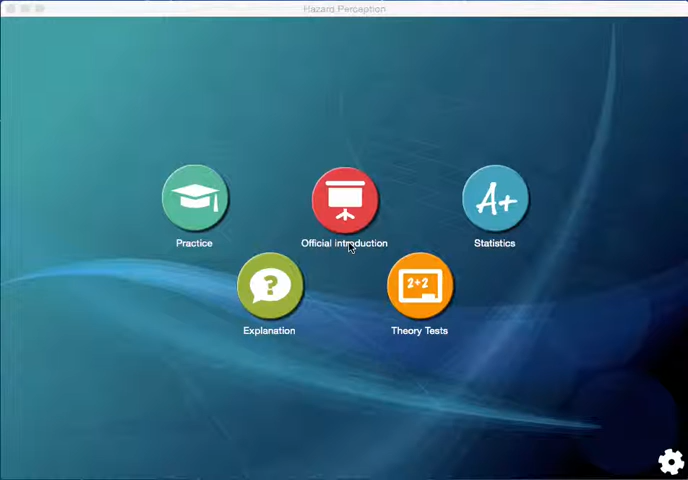 Hazard Perception
A+
Practice
Official introduction
Statistics
?
2+2
Explanation
Theory Tests